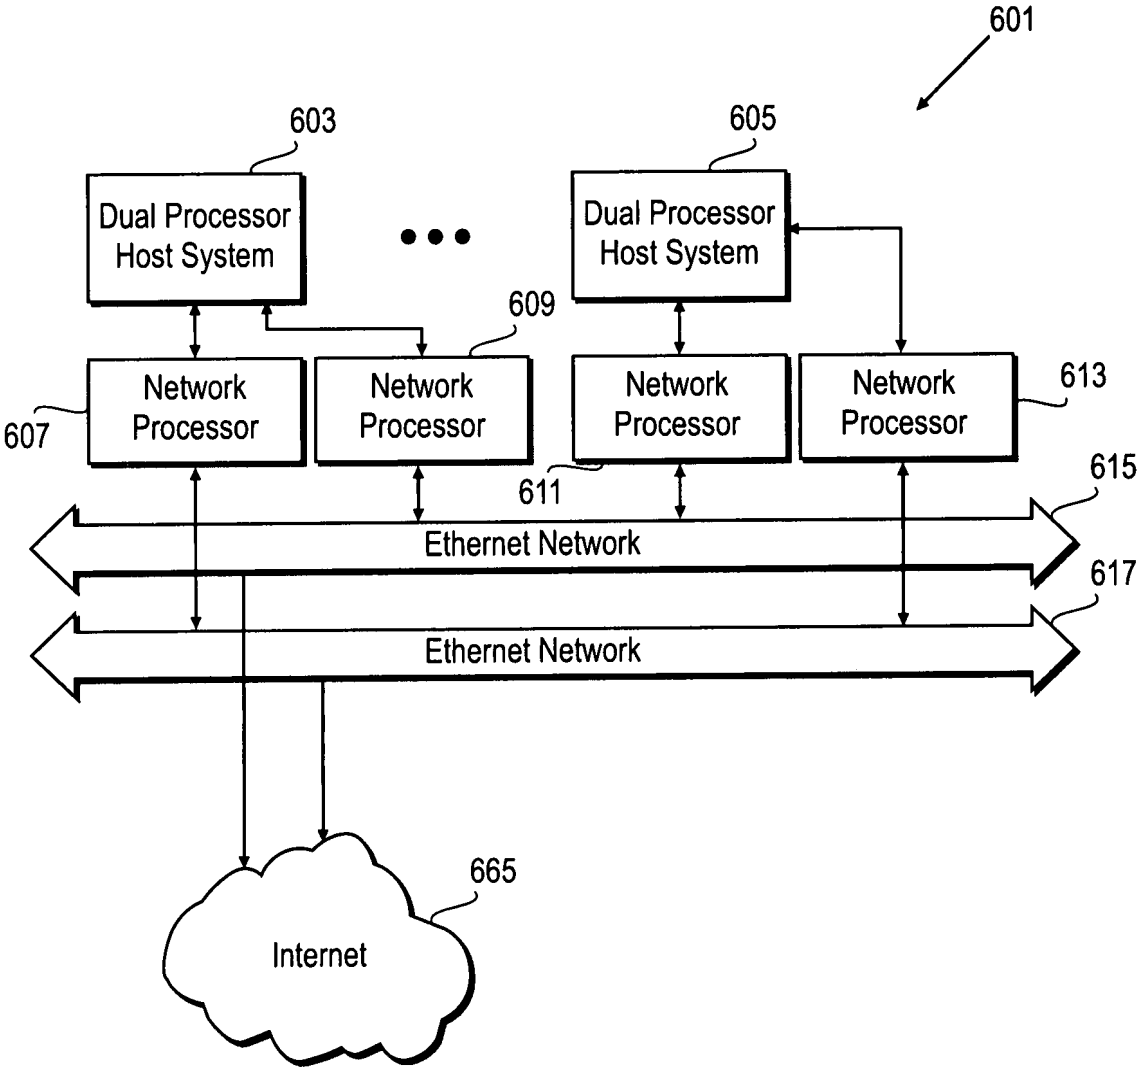 601
603
605
Dual Processor
Host System
Dual Processor
Host System
609
Network
Processor
Network
Processor
Network
Processor
Network
Processor
613
607
611
615
Ethernet Network
617
Ethernet Network
665
Internet